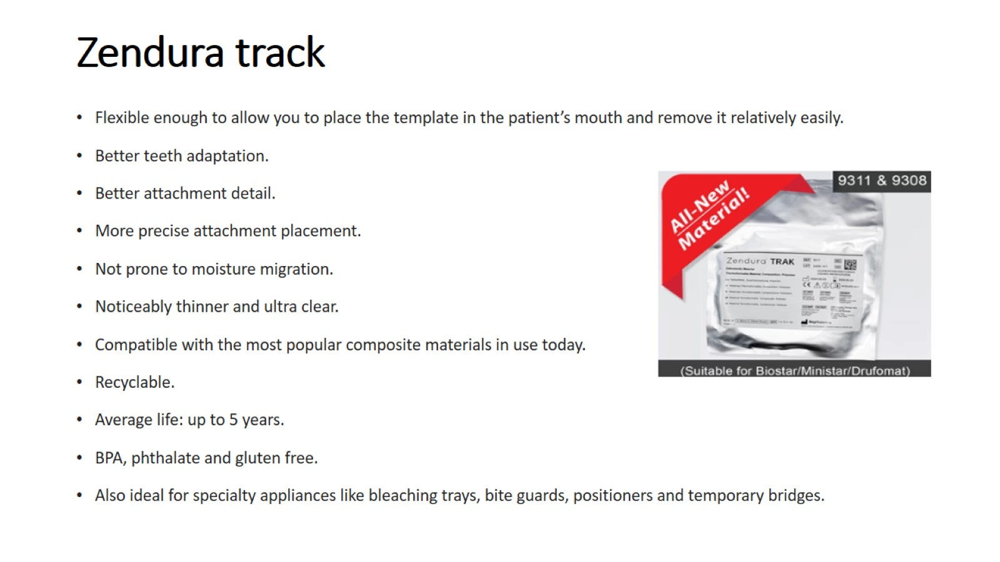 Zendura track
• Flexible enough to allow you to place the template in the patient’s mouth and remove it relatively easily.
• Better teeth adaptation.
• Better attachment detail.
• More precise attachment placement.
• Not prone to moisture migration.
• Noticeably thinner and ultra clear.
• Compatible with the most popular composite materials in use today.
• Recyclable.
• Average life: up to 5 years.
• BPA, phthalate and gluten free.
• Also ideal for specialty appliances like bleaching trays, bite guards, positioners and temporary bridges.
9311 & 9308
All-New
Material!
Zendura TRAK
(Suitable for Biostar/Ministar/Drufomat)